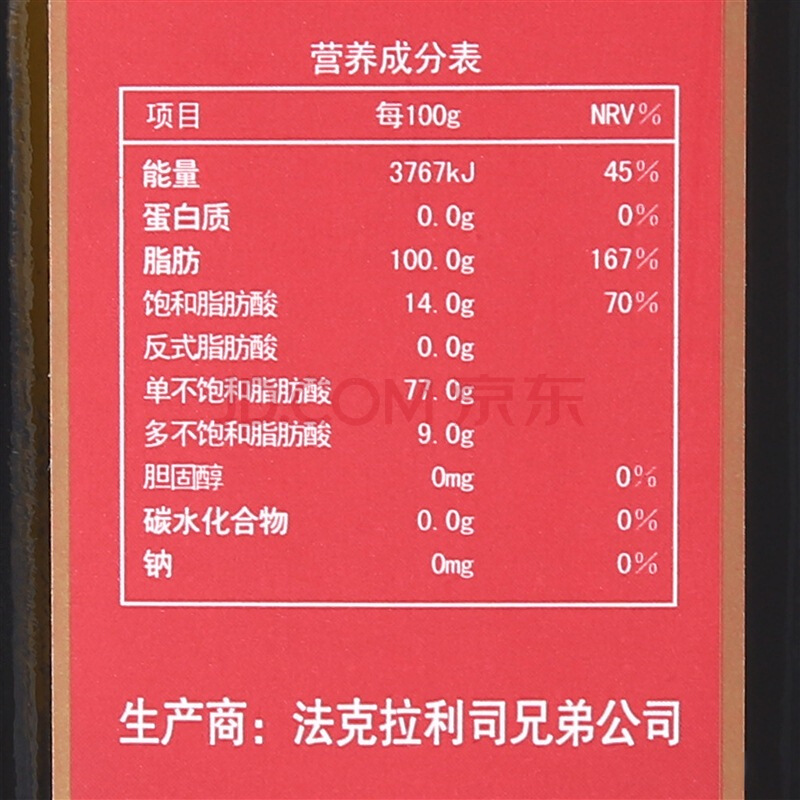 营养成分表
项目 每100g NRV%
能量 3767kJ 45%
蛋白质 0.0g 0%
脂肪 100.0g 167%
饱和脂肪酸 14.0g 70%
反式脂肪酸 0.0g
单不饱和脂肪酸 77.0g
JD.COM 京东
多不饱和脂肪酸 9.0g
胆固醇 0mg 0%
碳水化合物 0.0g 0%
钠 0mg 0%
生产商：法克拉利司兄弟公司